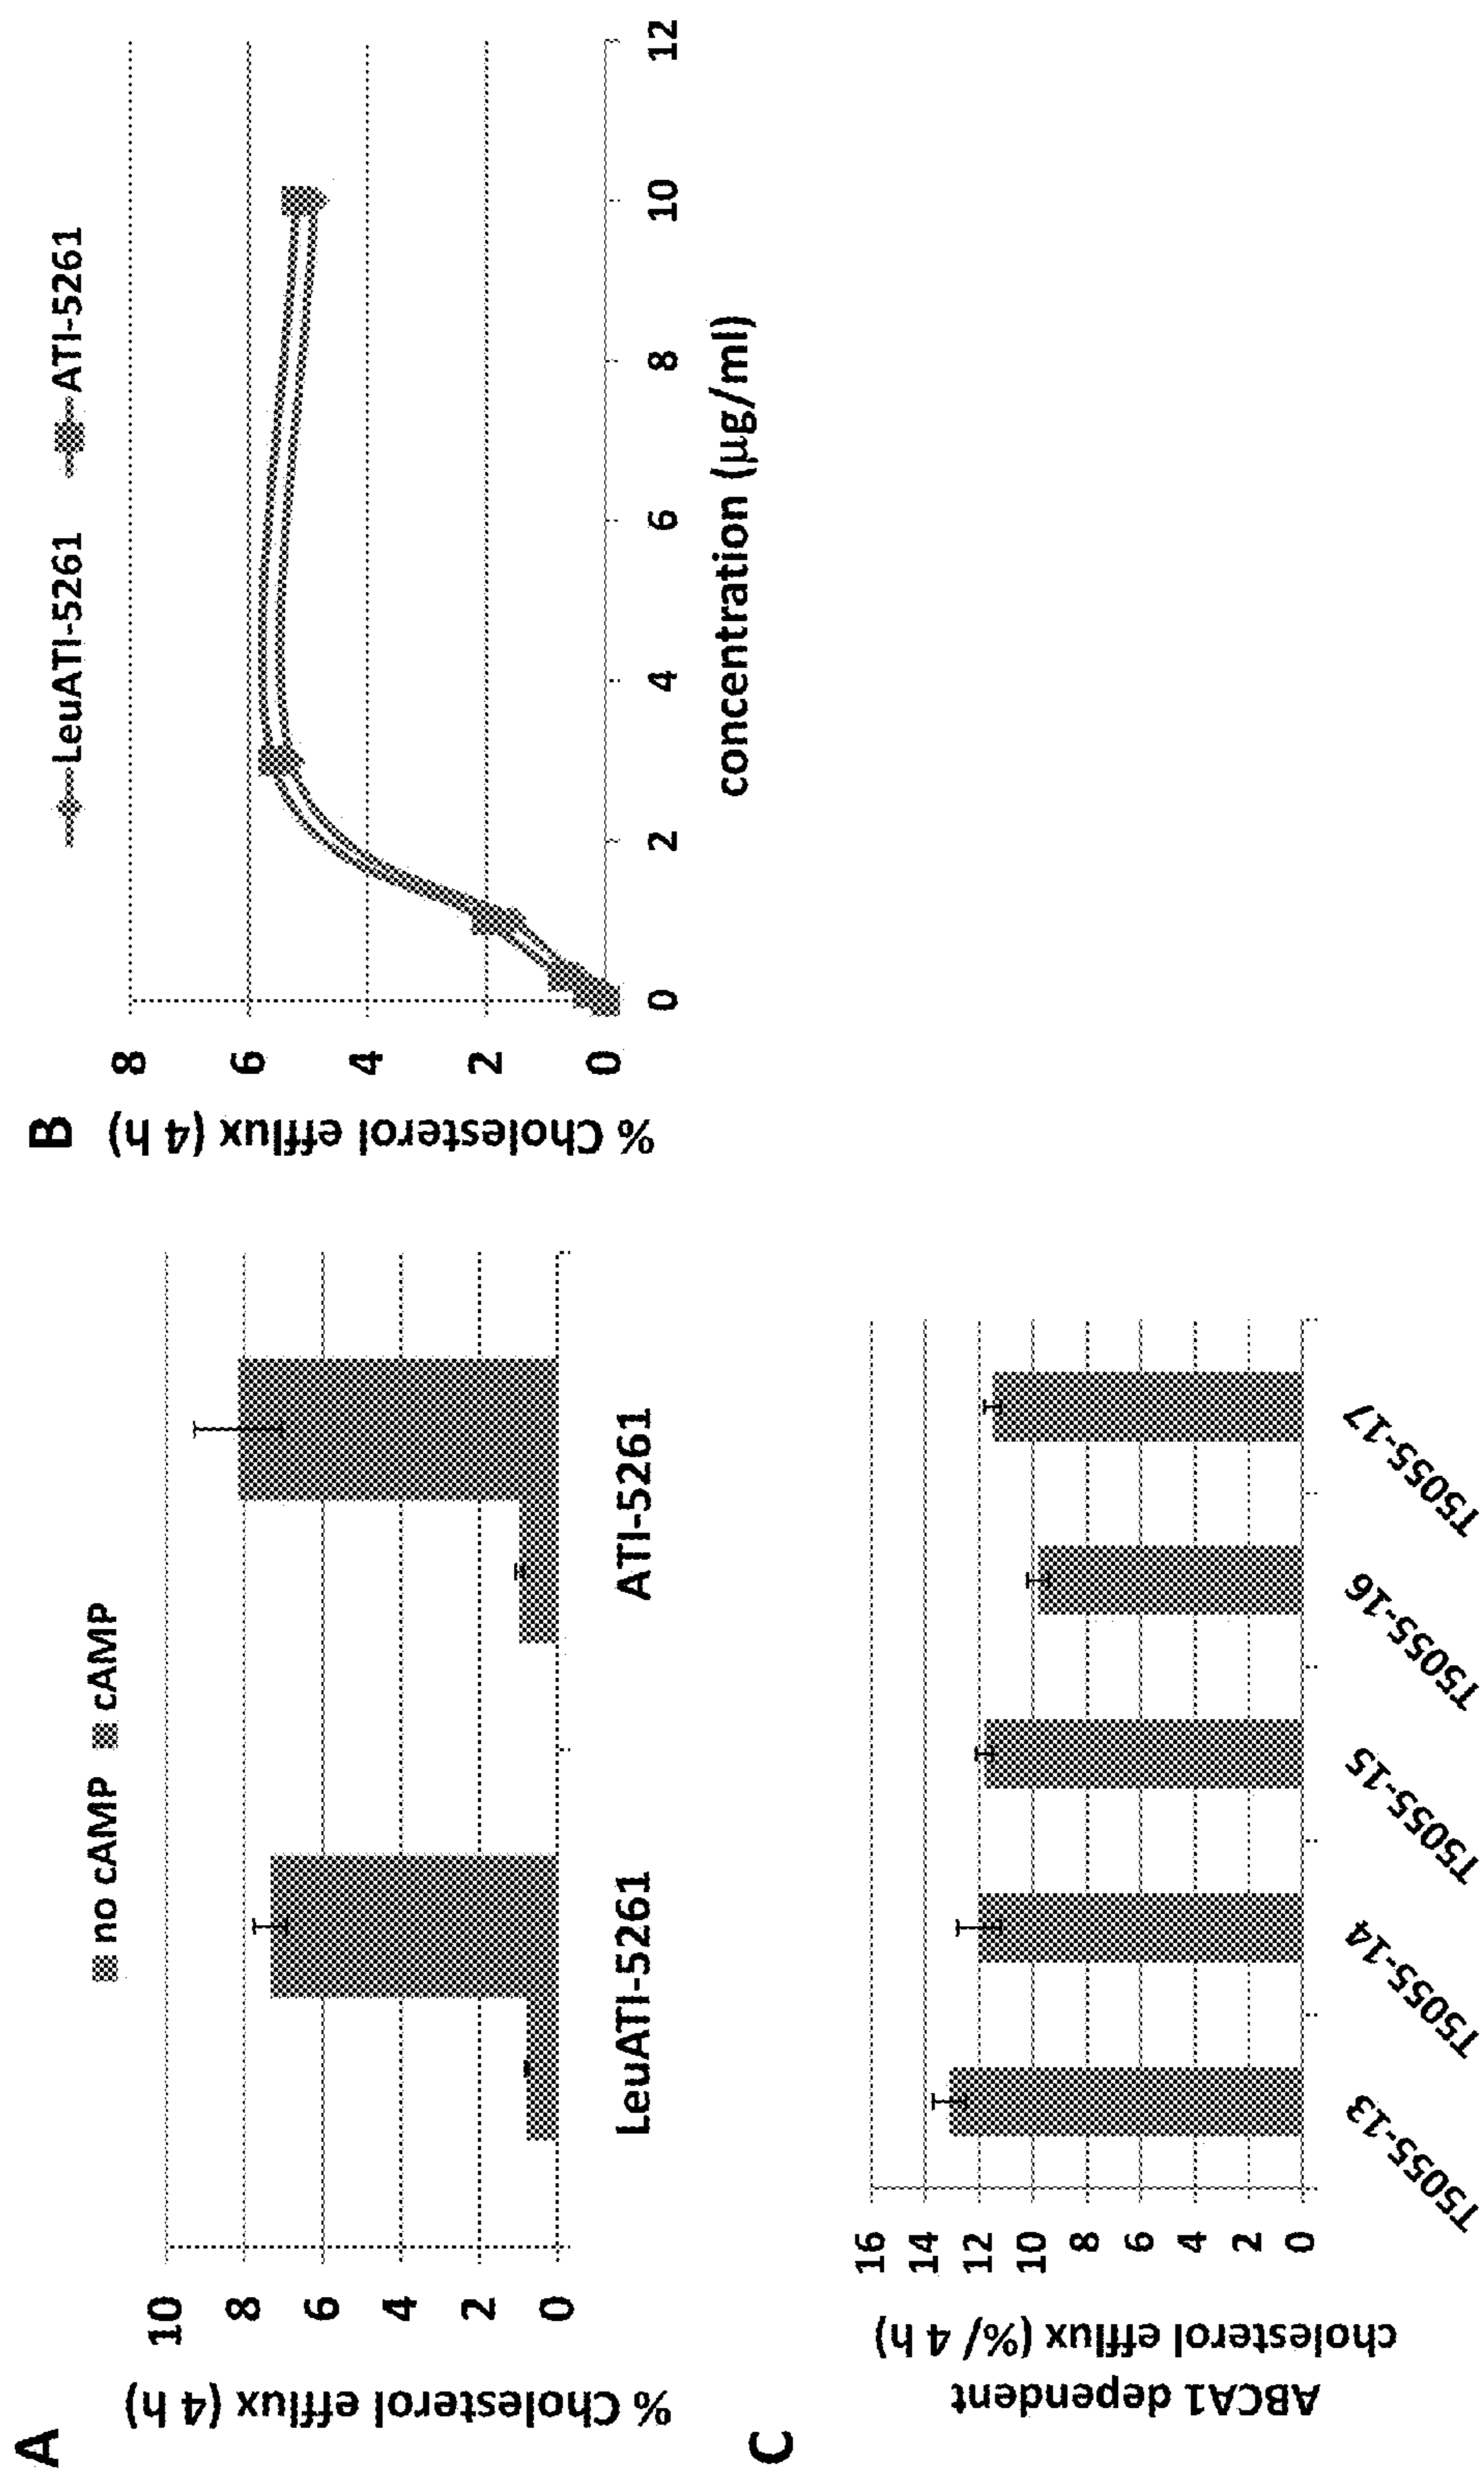 A
no cAMP cAMP
% Cholesterol efflux (4 h)
10
8
6
4
2
0
LeuATI-5261 ATI-5261
B
LeuATI-5261 ATI-5261
% Cholesterol efflux (4 h)
8
6
4
2
0
0 2 4 6 8 10 12
concentration (µg/ml)
C
ABCA1 dependent
cholesterol efflux (%/ 4 h)
16
14
12
10
8
6
4
2
0
T5055-13 T5055-14 T5055-15 T5055-16 T5055-17